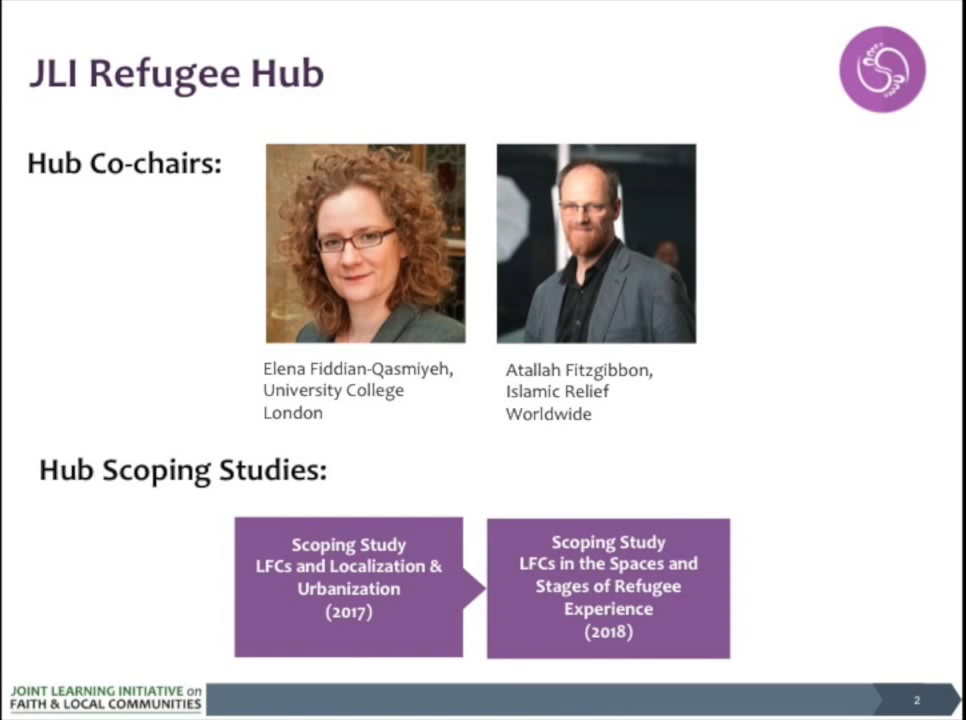 JLI Refugee Hub
Hub Co-chairs:
Elena Fiddian-Qasmiyeh,
University College
London
Atallah Fitzgibbon,
Islamic Relief
Worldwide
Hub Scoping Studies:
Scoping Study
LFCs and Localization &
Urbanization
(2017)
Scoping Study
LFCs in the Spaces and
Stages of Refugee
Experience
(2018)
JOINT LEARNING INITIATIVE on
FAITH & LOCAL COMMUNITIES
2